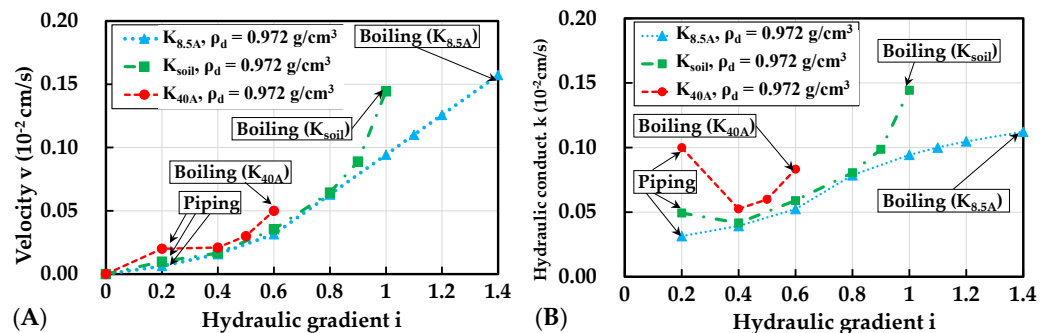 0.20
0.15
0.10
0.05
0.00
Velocity v (10⁻² cm/s)
K8.5A, ρd = 0.972 g/cm³
Ksoil, ρd = 0.972 g/cm³
K40A, ρd = 0.972 g/cm³
Boiling (K8.5A)
Boiling (Ksoil)
Boiling (K40A)
Piping
0 0.2 0.4 0.6 0.8 1 1.2 1.4
Hydraulic gradient i
(A)
0.20
0.15
0.10
0.05
0.00
Hydraulic conduct. k (10⁻² cm/s)
K8.5A, ρd = 0.972 g/cm³
Ksoil, ρd = 0.972 g/cm³
K40A, ρd = 0.972 g/cm³
Boiling (Ksoil)
Boiling (K40A)
Piping
Boiling (K8.5A)
0 0.2 0.4 0.6 0.8 1 1.2 1.4
Hydraulic gradient i
(B)